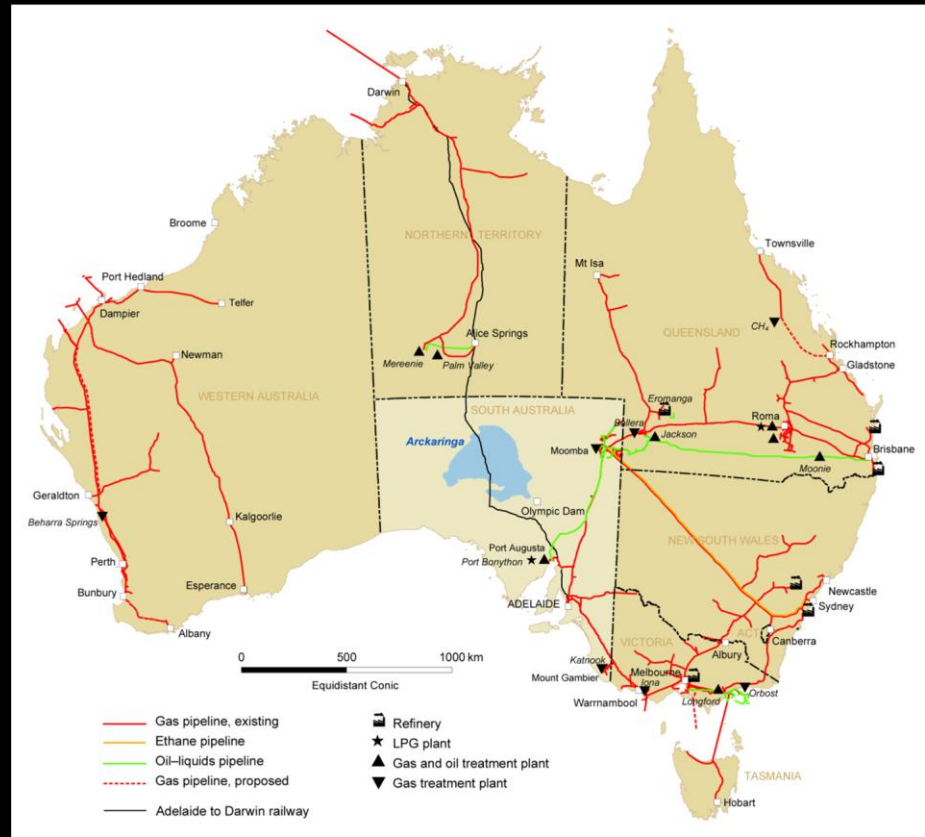 Darwin
Broome
NORTHERN TERRITORY
Townsville
Mt Isa
Port Hedland
Dampier
Telfer
CH₄
QUEENSLAND
Alice Springs
Mereenie
Palm Valley
Rockhampton
Gladstone
Newman
WESTERN AUSTRALIA
SOUTH AUSTRALIA
Eromanga
Ballera
Jackson
Roma
Arckaringa
Moomba
Brisbane
Moonie
Geraldton
Beharra Springs
Olympic Dam
Kalgoorlie
NEW SOUTH WALES
Port Augusta
Port Bonython
Perth
Bunbury
Esperance
Newcastle
Sydney
ADELAIDE
Albany
VICTORIA
ACT
Canberra
Albury
Katnook
Mount Gambier
Melbourne
Iona
Warrnambool
Longford
Orbost
0 500 1000 km
Equidistant Conic
Gas pipeline, existing
Ethane pipeline
Oil–liquids pipeline
Gas pipeline, proposed
Adelaide to Darwin railway
Refinery
LPG plant
Gas and oil treatment plant
Gas treatment plant
TASMANIA
Hobart